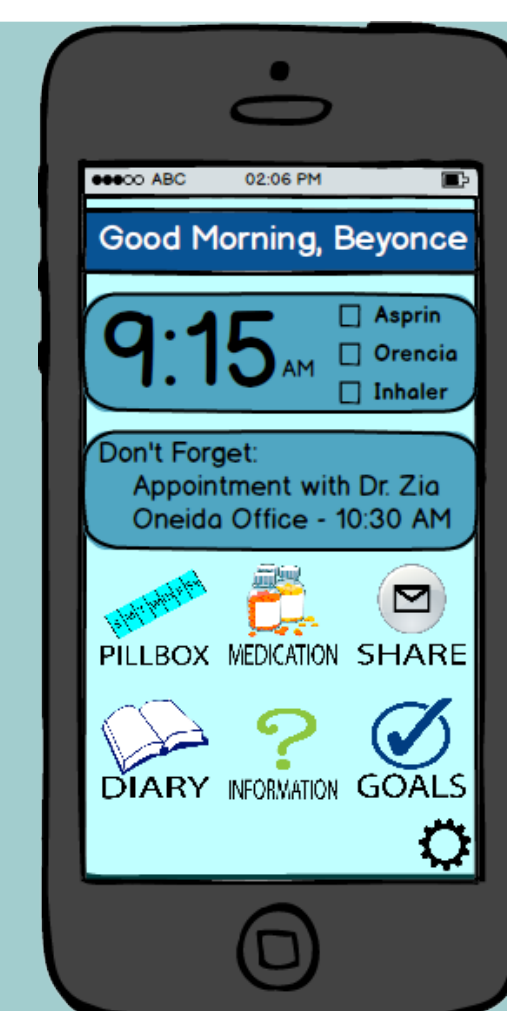 ABC 02:06 PM
Good Morning, Beyonce
9:15 AM
Asprin
Orencia
Inhaler
Don't Forget:
Appointment with Dr. Zia
Oneida Office - 10:30 AM
PILLBOX MEDICATION SHARE
DIARY INFORMATION GOALS